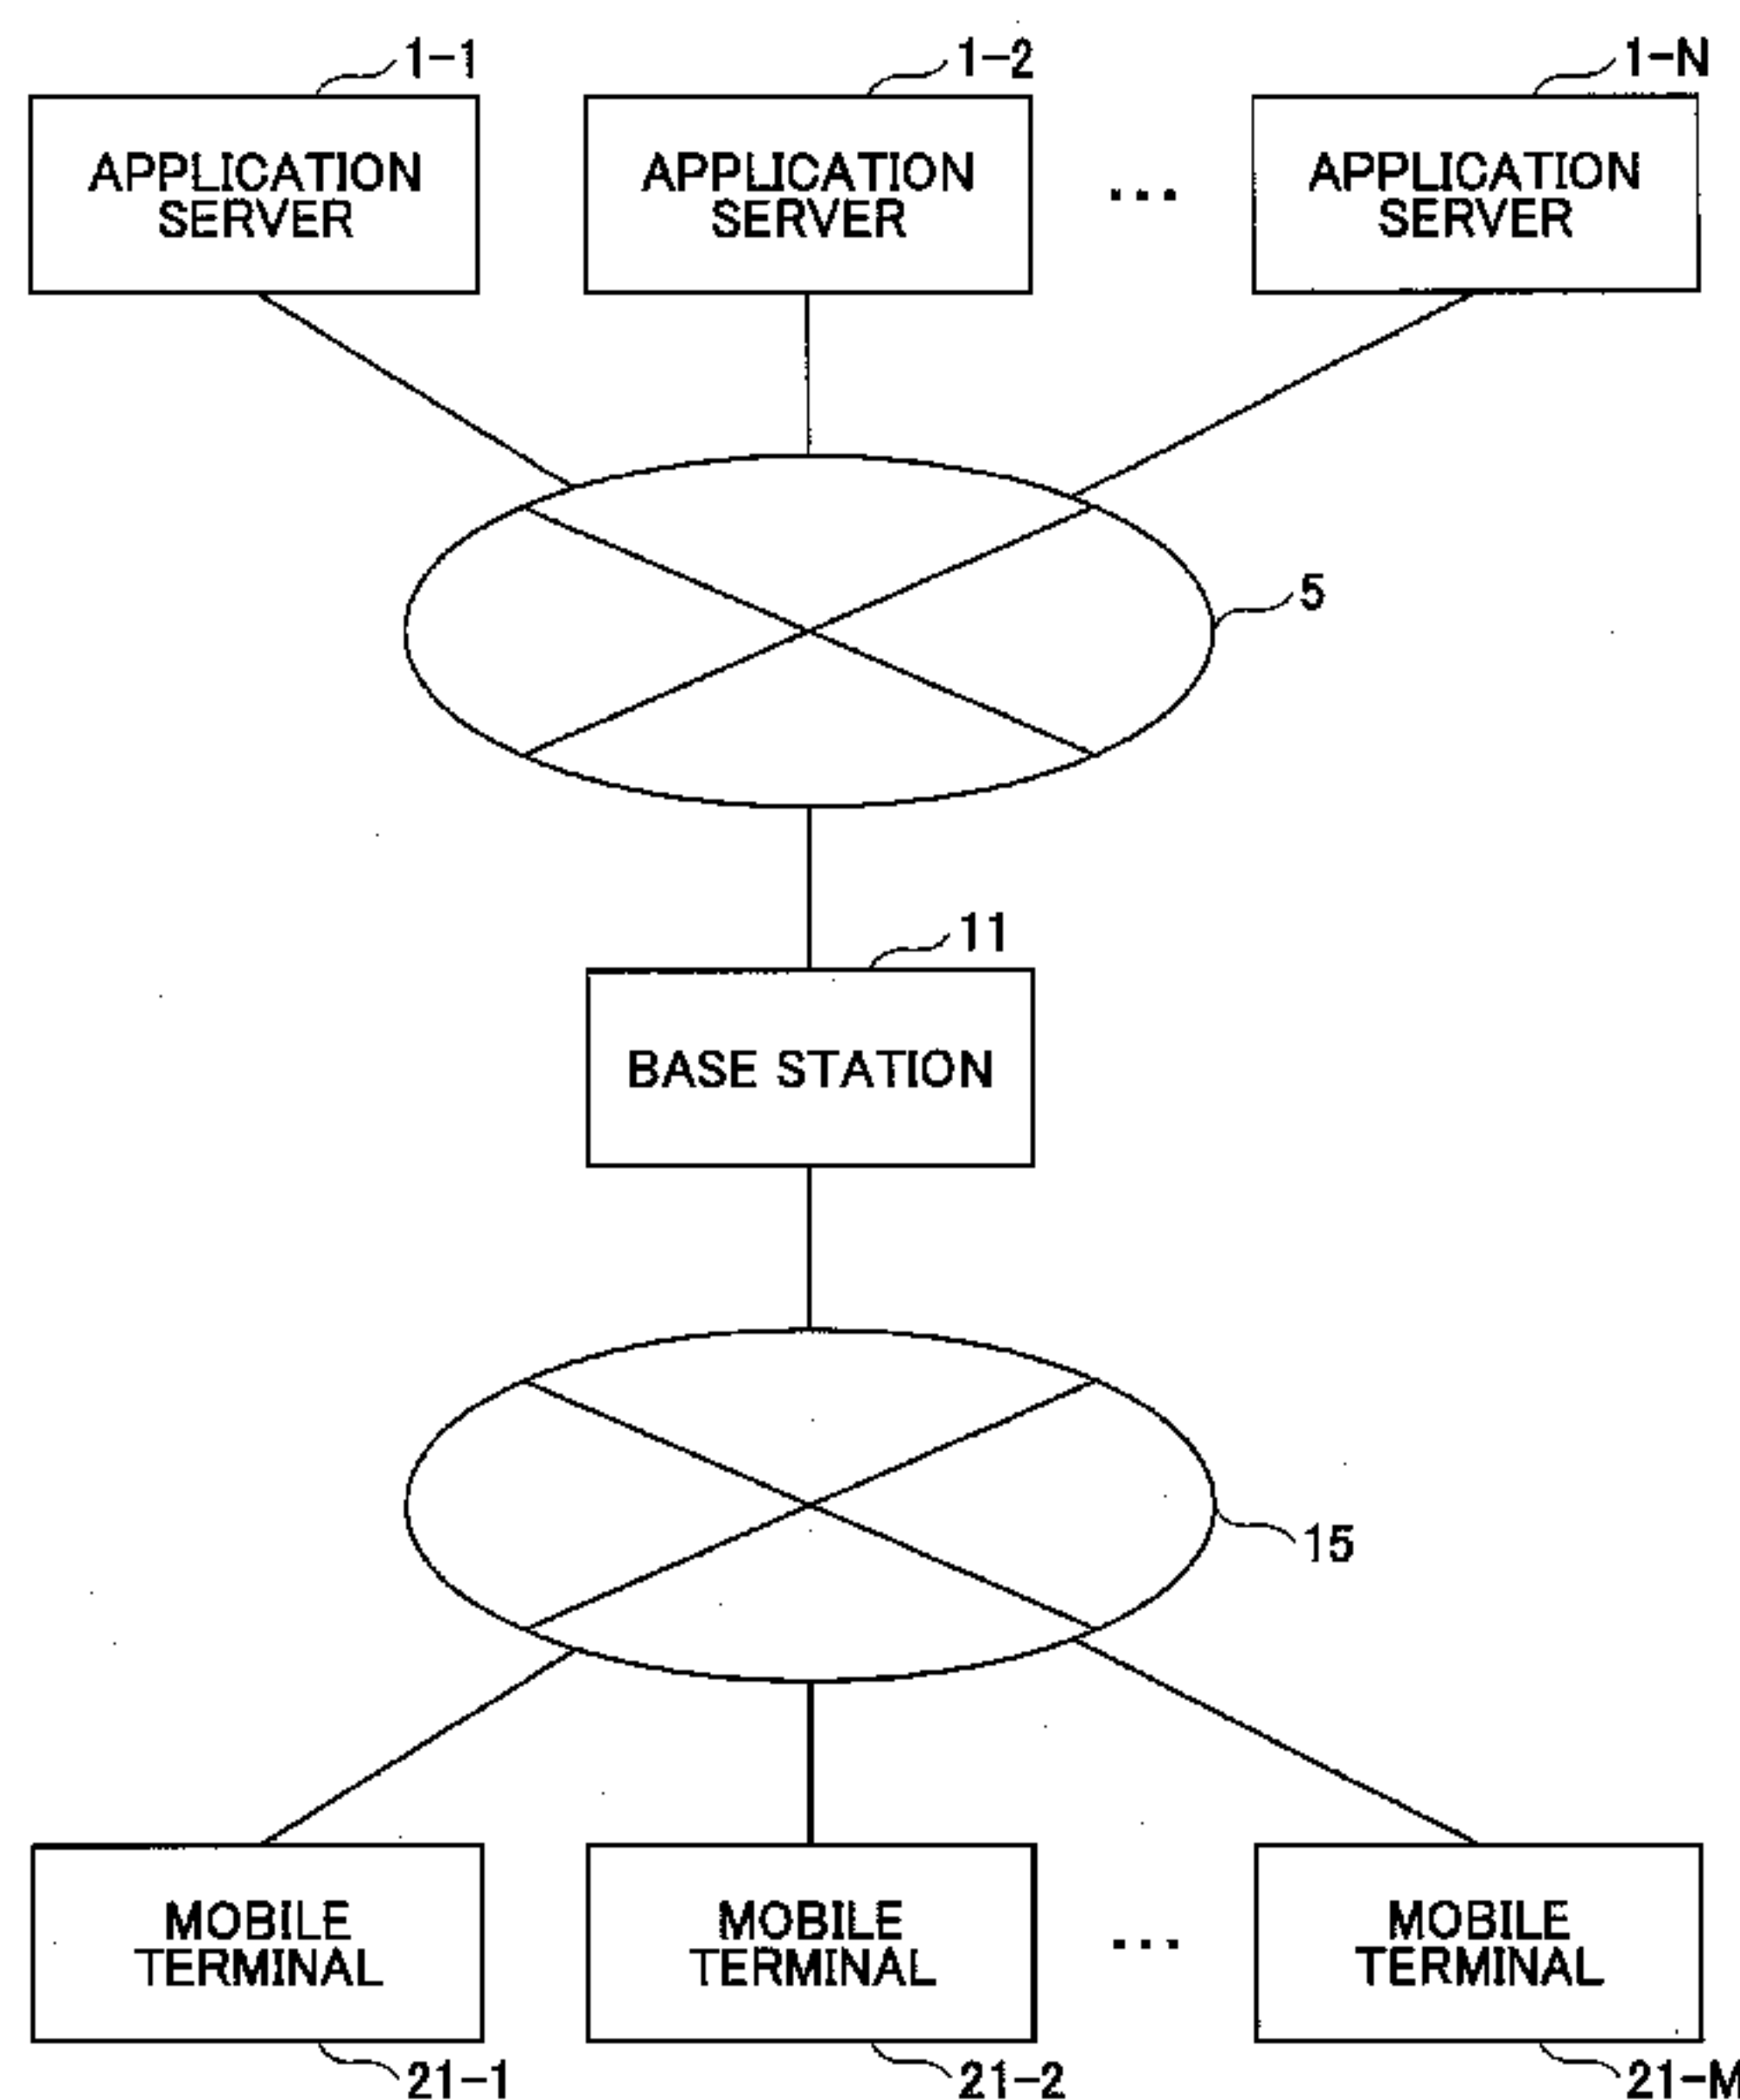 1-1
1-2
1-N
APPLICATION
SERVER
APPLICATION
SERVER
...
APPLICATION
SERVER
5
11
BASE STATION
15
MOBILE
TERMINAL
MOBILE
TERMINAL
...
MOBILE
TERMINAL
21-1
21-2
21-M